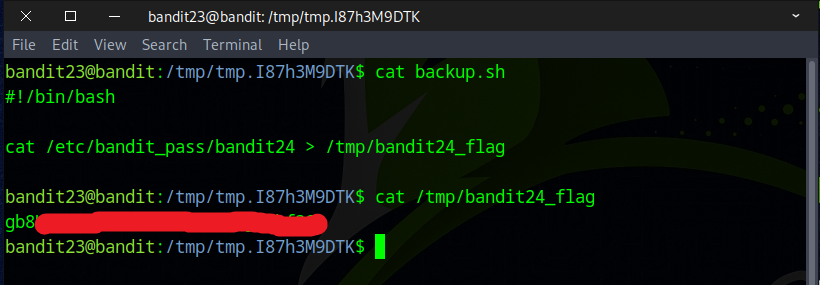 bandit23@bandit: /tmp/tmp.I87h3M9DTK
File Edit View Search Terminal Help
bandit23@bandit:/tmp/tmp.I87h3M9DTK$ cat backup.sh
#!/bin/bash
cat /etc/bandit_pass/bandit24 > /tmp/bandit24_flag
bandit23@bandit:/tmp/tmp.I87h3M9DTK$ cat /tmp/bandit24_flag
bandit23@bandit:/tmp/tmp.I87h3M9DTK$